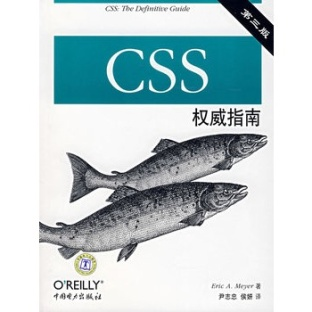 CSS: The Definitive Guide
第三版
CSS
权威指南
O'REILLY®
中国电力出版社
Eric A. Meyer 著
尹志忠 侯妍 译